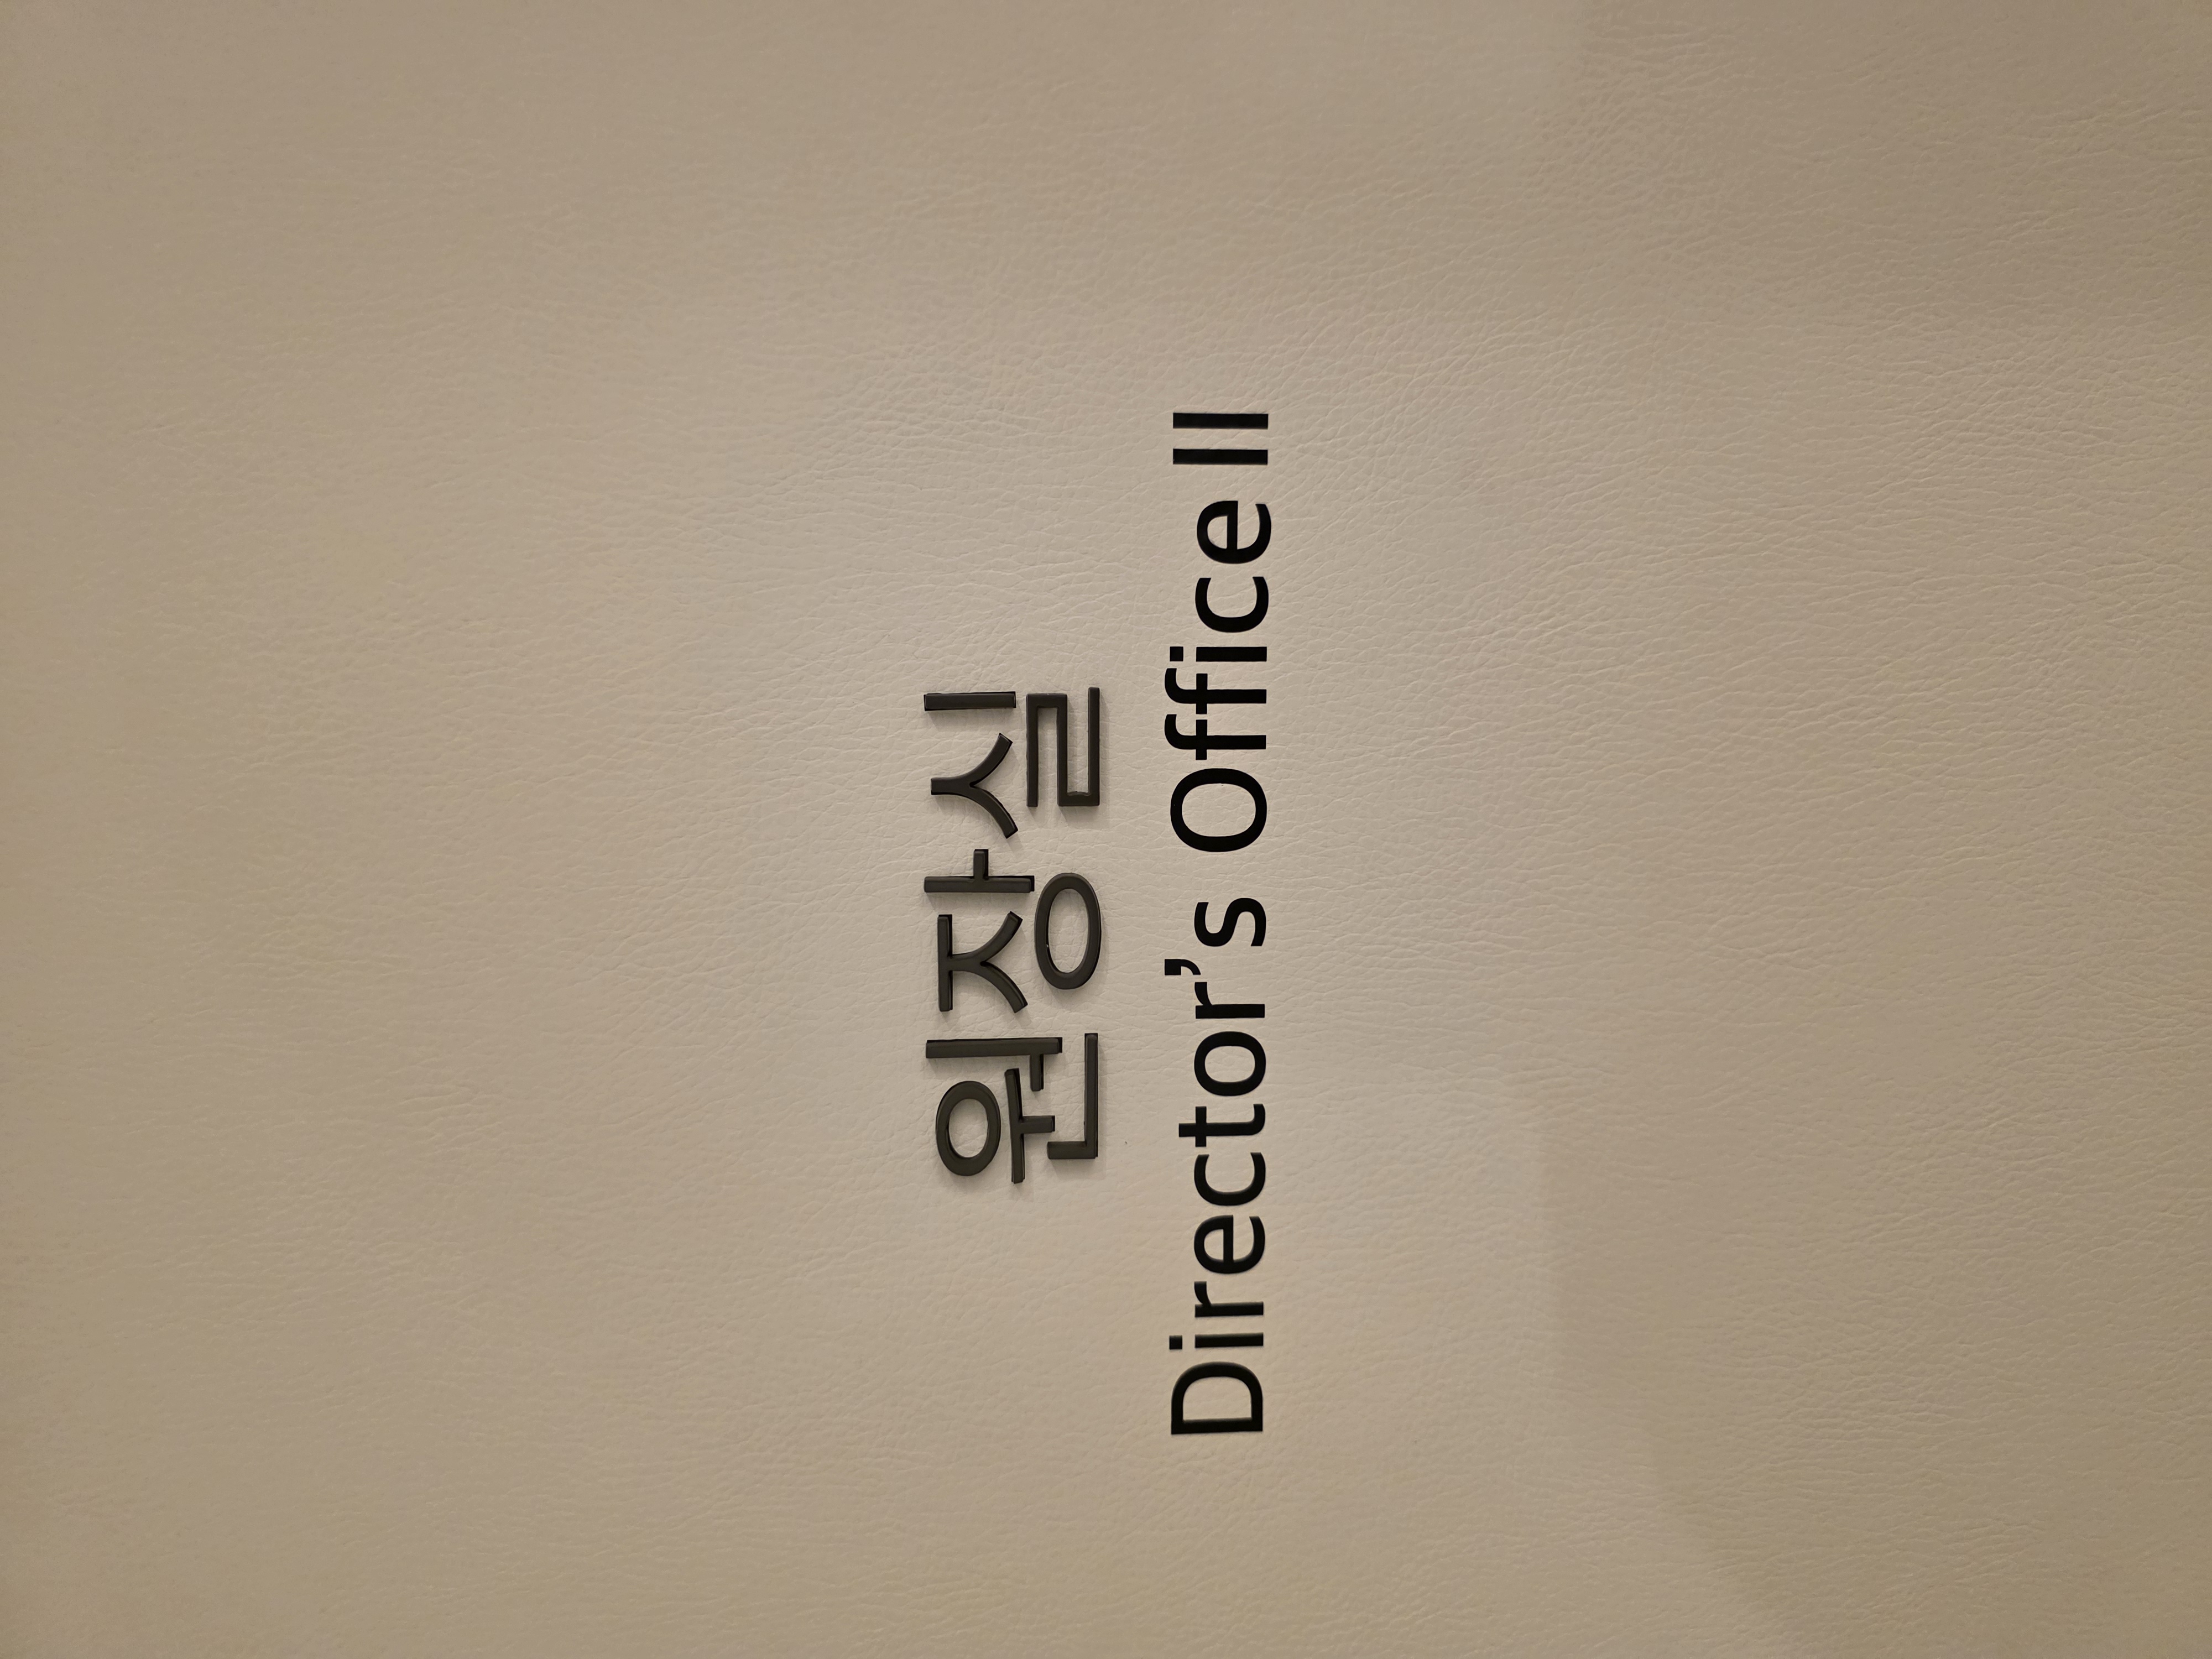 원장실
Director's Office II